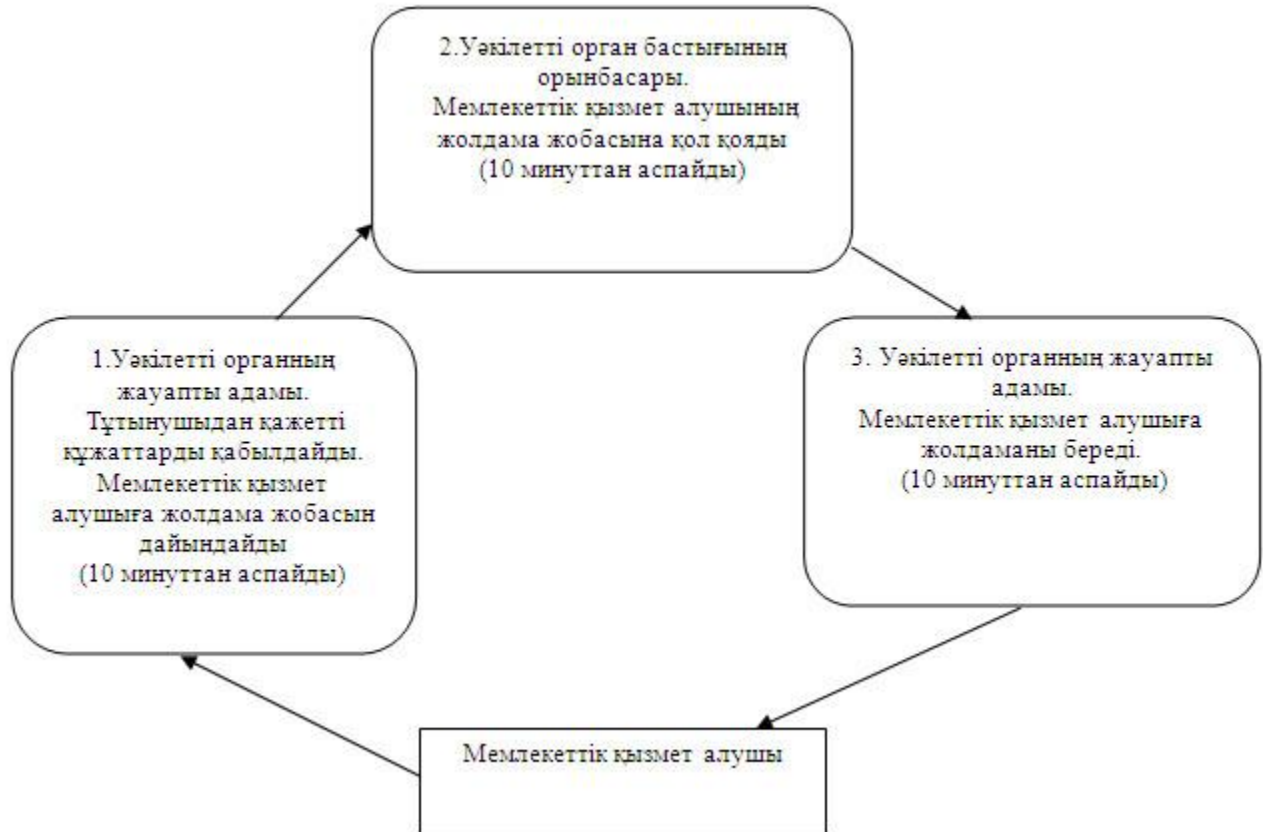 2.Уәкілетті орган бастығының
орынбасары.
Мемлекеттік қызмет алушының
жолдама жобасына қол қояды
(10 минуттан аспайды)
1.Уәкілетті органның
жауапты адамы.
Тұтынушыдан қажетті
құжаттарды қабылдайды.
Мемлекеттік қызмет
алушыға жолдама жобасын
дайындайды
(10 минуттан аспайды)
3. Уәкілетті органның жауапты
адамы.
Мемлекеттік қызмет алушыға
жолдаманы береді.
(10 минуттан аспайды)
Мемлекеттік қызмет алушы